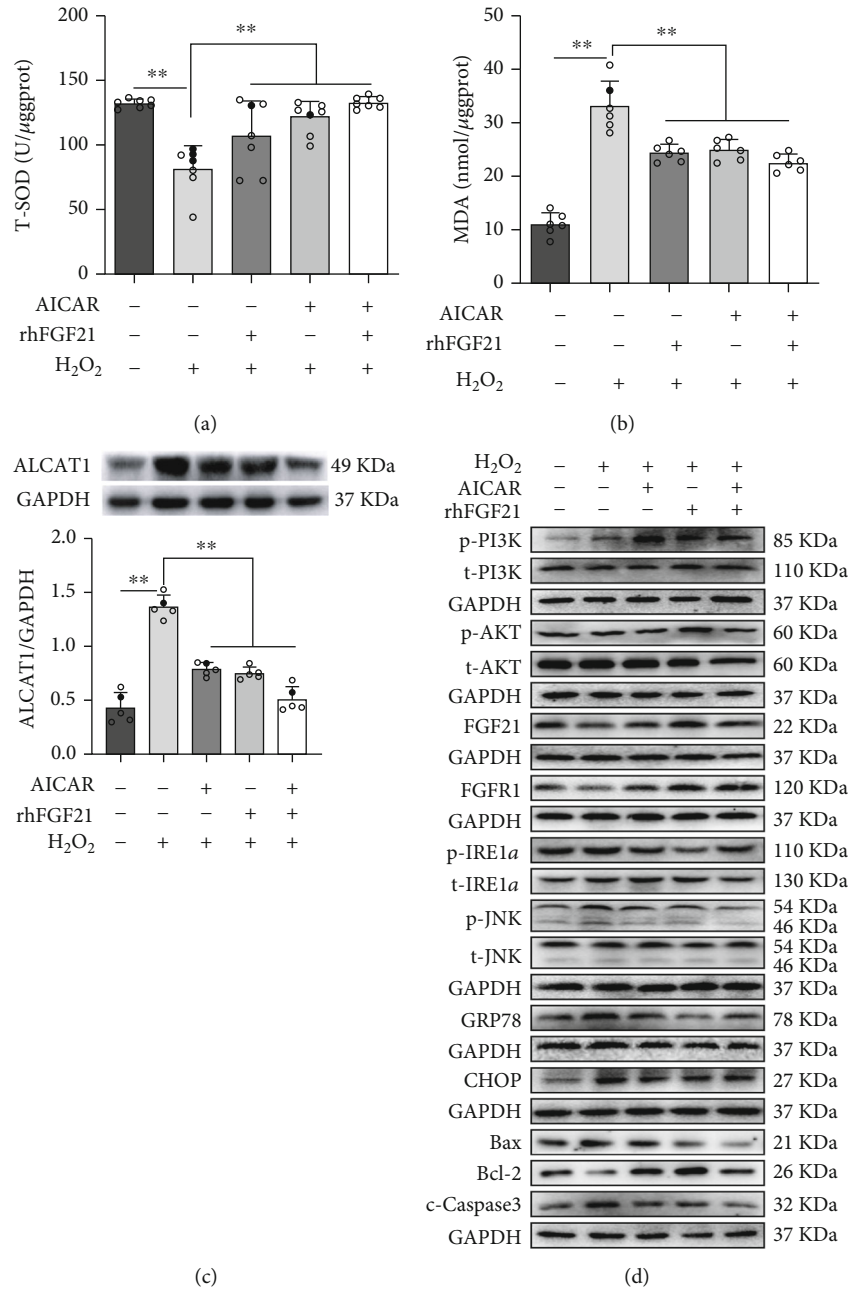 200
150
100
50
0
T-SOD (U/μggprot)
**
**
AICAR – – – + +
rhFGF21 – – + – +
H₂O₂ – + + + +
(a)
50
40
30
20
10
0
MDA (nmol/μggprot)
**
**
AICAR – – – + +
rhFGF21 – – + – +
H₂O₂ – + + + +
(b)
ALCAT1 49 KDa
GAPDH 37 KDa
2.0
1.5
1.0
0.5
0.0
ALCAT1/GAPDH
**
**
AICAR – – + – +
rhFGF21 – – – + +
H₂O₂ – + + + +
(c)
H₂O₂ – + + + +
AICAR – – + – +
rhFGF21 – – – + +
p-PI3K 85 KDa
t-PI3K 110 KDa
GAPDH 37 KDa
p-AKT 60 KDa
t-AKT 60 KDa
GAPDH 37 KDa
FGF21 22 KDa
GAPDH 37 KDa
FGFR1 120 KDa
GAPDH 37 KDa
p-IRE1a 110 KDa
t-IRE1a 130 KDa
p-JNK 54 KDa
46 KDa
t-JNK 54 KDa
46 KDa
GAPDH 37 KDa
GRP78 78 KDa
GAPDH 37 KDa
CHOP 27 KDa
GAPDH 37 KDa
Bax 21 KDa
Bcl-2 26 KDa
c-Caspase3 32 KDa
GAPDH 37 KDa
(d)